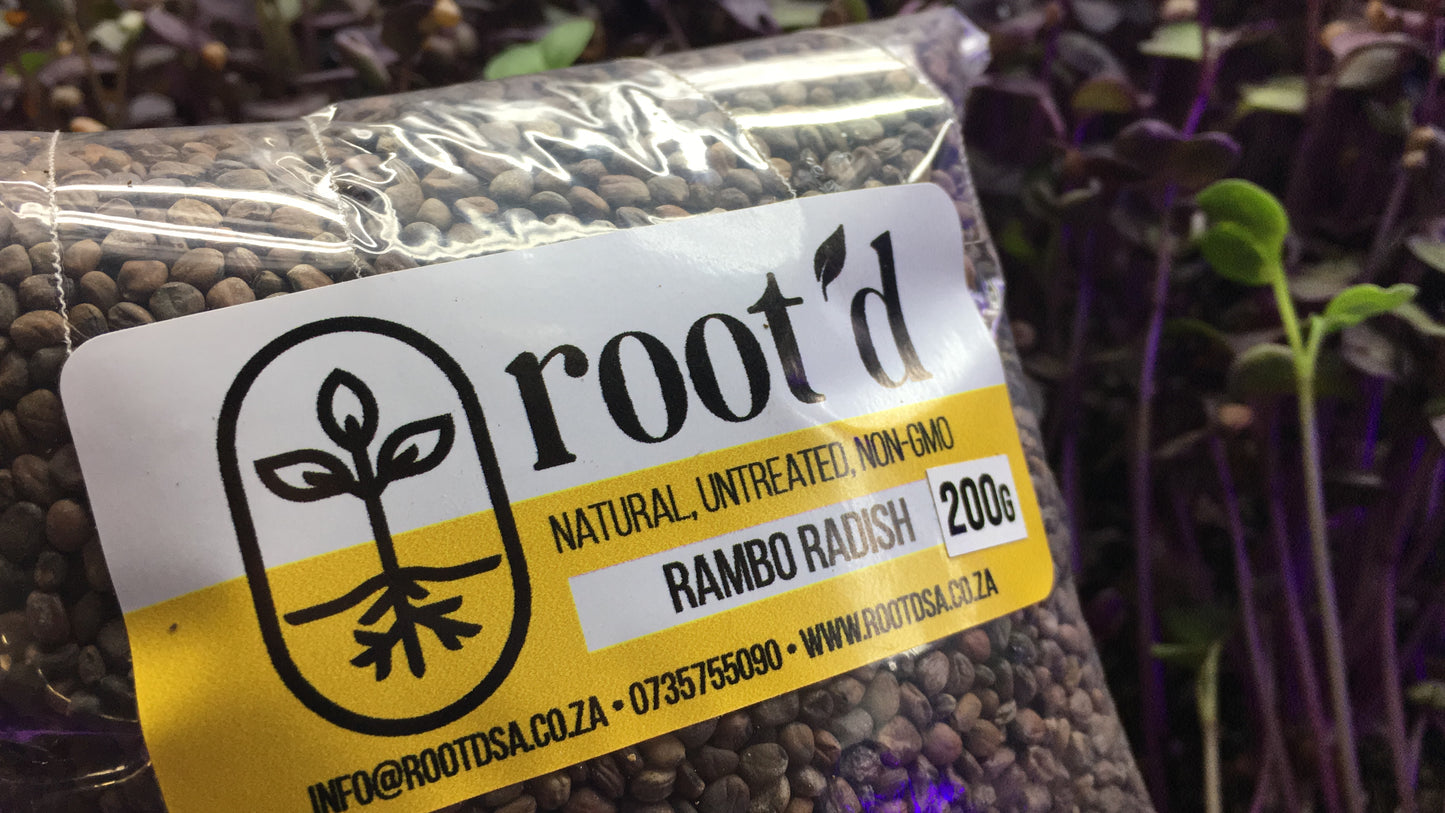 root'd
NATURAL, UNTREATED, NON-GMO
RAMBO RADISH 200G
INFO@ROOTDSA.CO.ZA • 0735755090 • WWW.ROOTDSA.CO.ZA